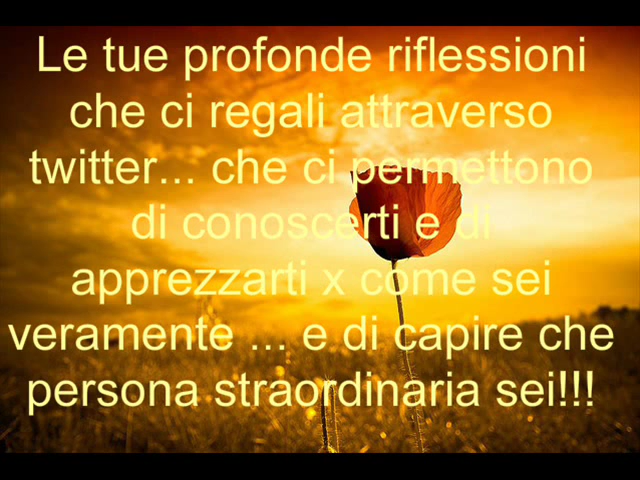 Le tue profonde riflessioni
che ci regali attraverso
twitter... che ci permettono
di conoscerti e di
apprezzarti x come sei
veramente ... e di capire che
persona straordinaria sei!!!